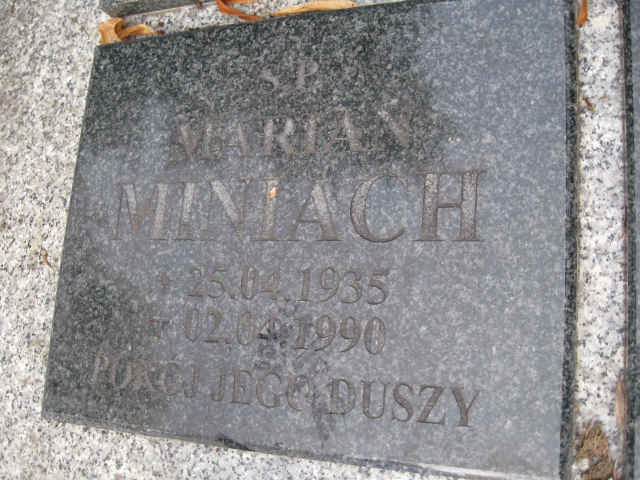 Ś.P.
MARIAN
MINIACH
* 25.04.1935
+ 02.04.1990
POKÓJ JEGO DUSZY